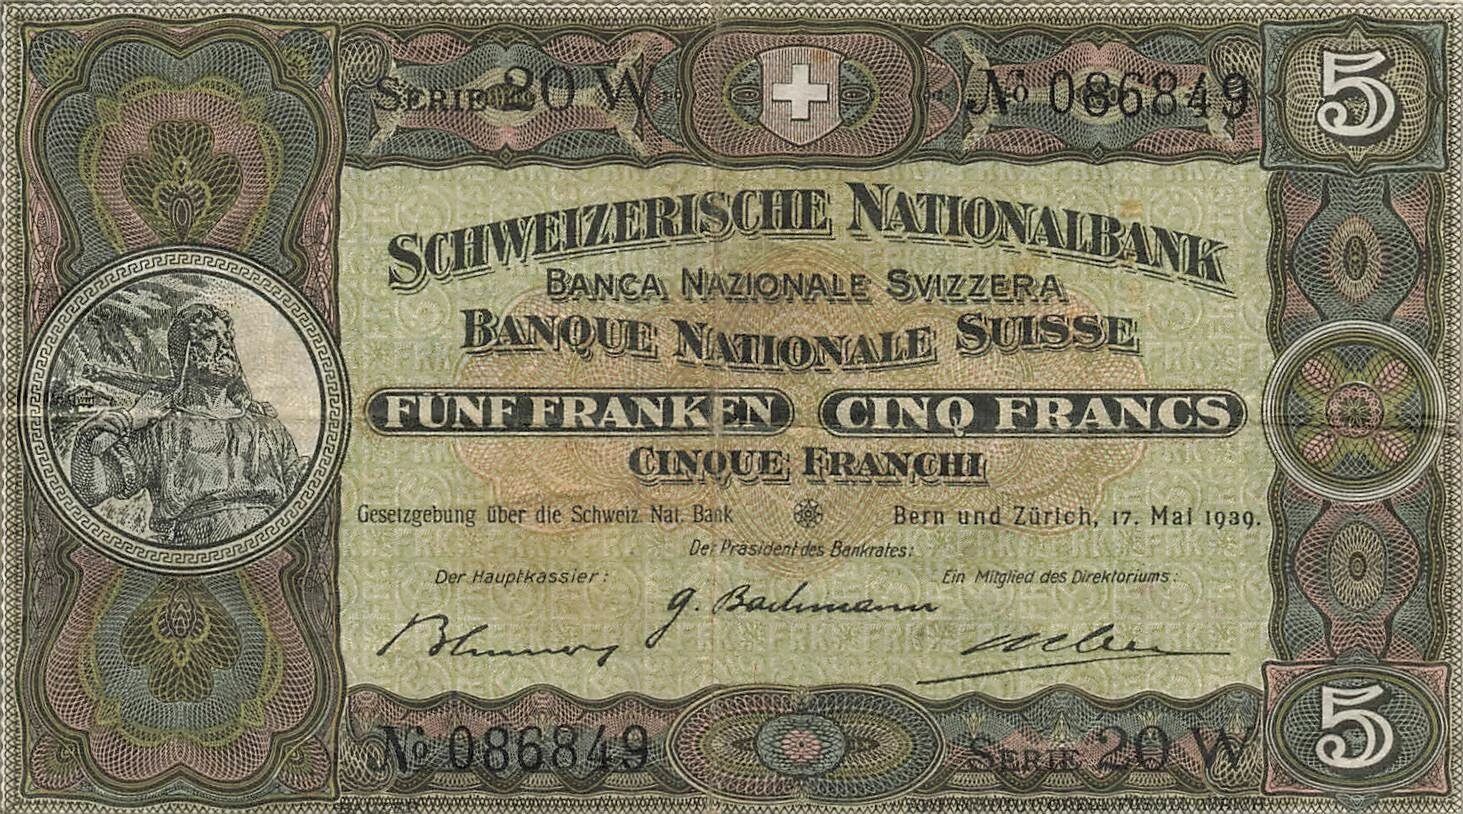 SERIE 20 W № 086849 5
SCHWEIZERISCHE NATIONALBANK
BANCA NAZIONALE SVIZZERA
BANQUE NATIONALE SUISSE
FÜNF FRANKEN CINQ FRANCS
CINQUE FRANCHI
Gesetzgebung über die Schweiz. Nat. Bank Bern und Zürich, 17. Mai 1939.
Der Präsident des Bankrates:
Der Hauptkassier: Ein Mitglied des Direktoriums:
G. Bachmann
№ 086849 SERIE 20 W 5